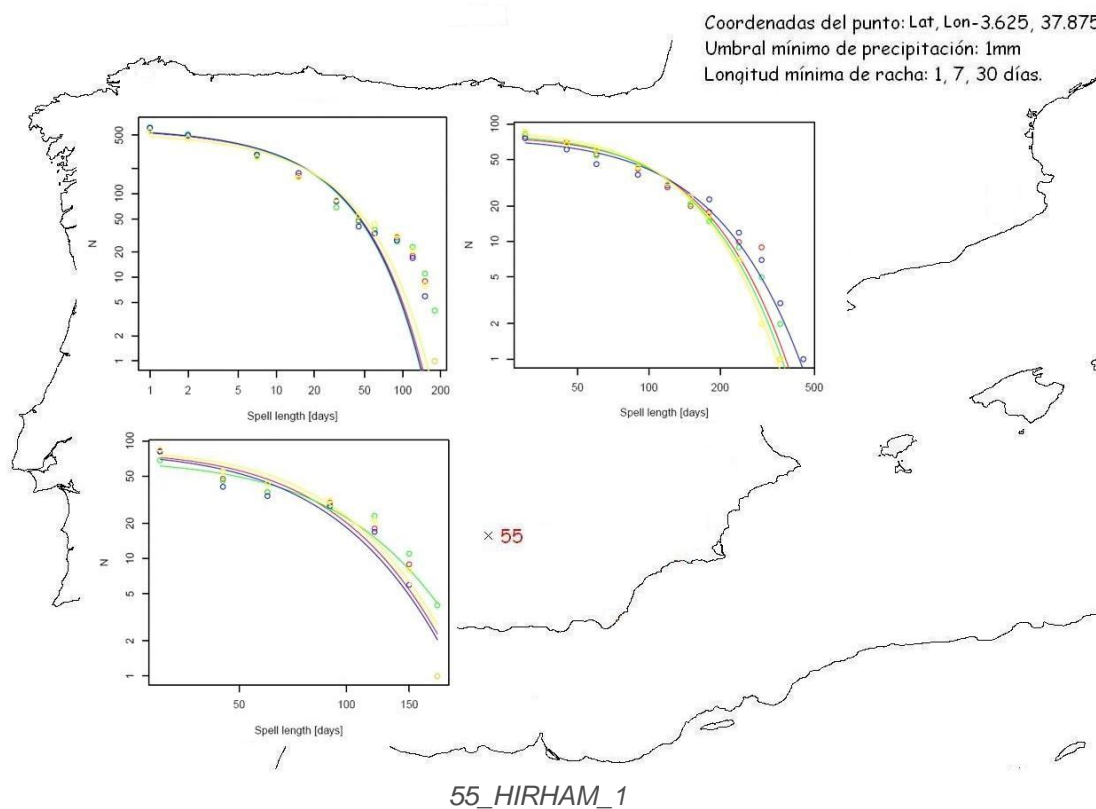 Coordenadas del punto: Lat, Lon-3.625, 37.875
Umbral mínimo de precipitación: 1mm
Longitud mínima de racha: 1, 7, 30 días.
500
100
50
20
10
5
2
1
N
1 2 5 10 20 50 100 200
Spell length [days]
100
50
20
10
5
2
1
N
50 100 200 500
Spell length [days]
100
50
20
10
5
2
1
N
50 100 150
Spell length [days]
× 55
55_HIRHAM_1